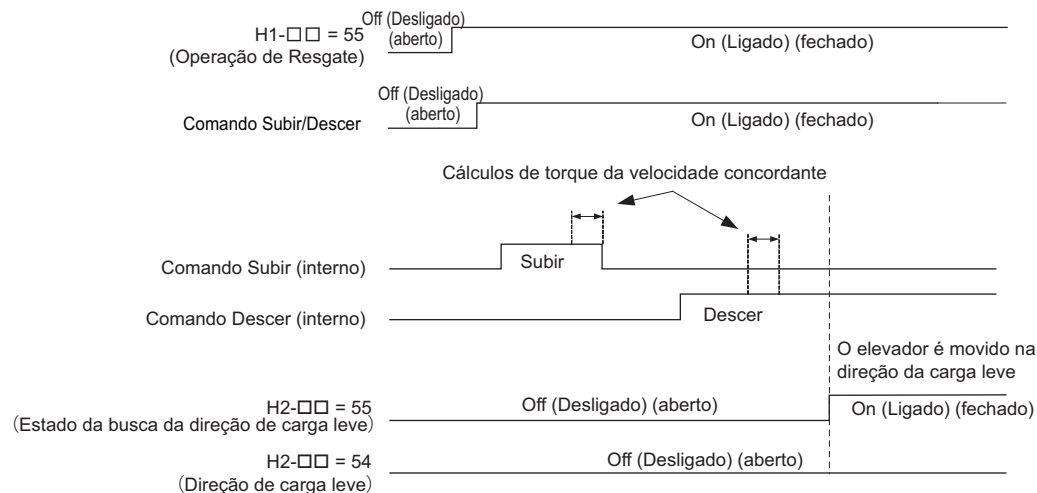 H1-□□ = 55
(Operação de Resgate)
Off (Desligado)
(aberto)
On (Ligado) (fechado)
Comando Subir/Descer
Off (Desligado)
(aberto)
On (Ligado) (fechado)
Cálculos de torque da velocidade concordante
Comando Subir (interno)
Subir
Comando Descer (interno)
Descer
O elevador é movido na
direção da carga leve
H2-□□ = 55
(Estado da busca da direção de carga leve)
Off (Desligado) (aberto)
On (Ligado) (fechado)
H2-□□ = 54
(Direção de carga leve)
Off (Desligado) (aberto)